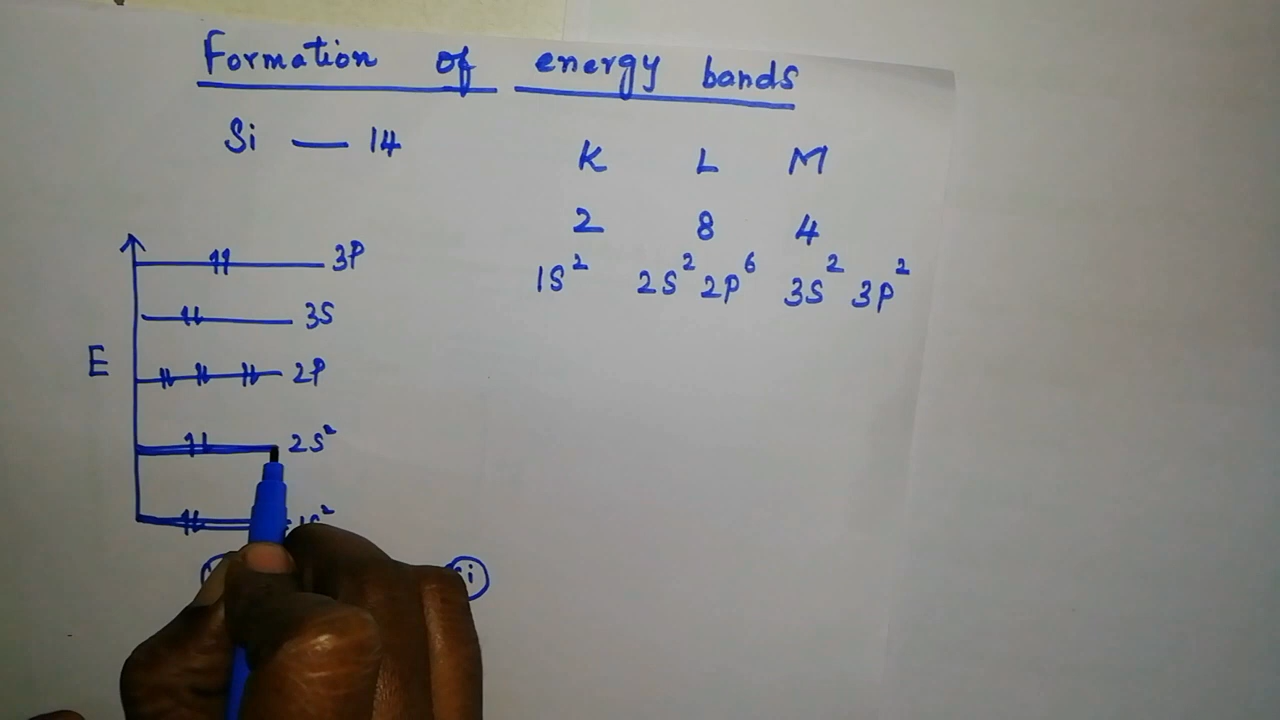 Formation of energy bands
Si — 14
K L M
2 8 4
1S² 2S² 2P⁶ 3S² 3P²
3P
3S
E
2P
2S²